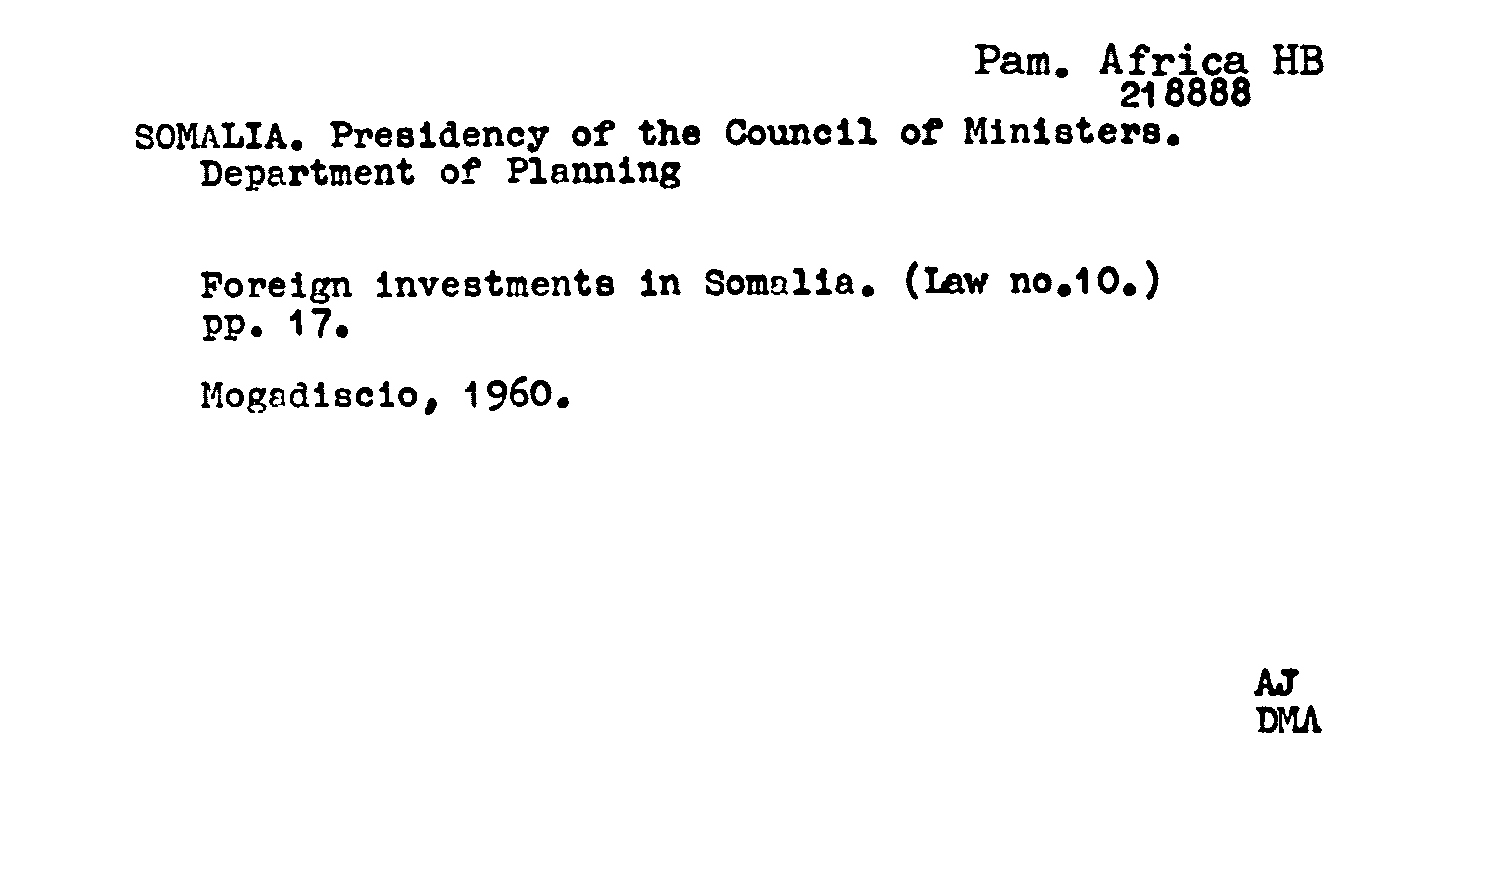 Pam. Africa HB
218888
SOMALIA. Presidency of the Council of Ministers.
Department of Planning
Foreign investments in Somalia. (Law no.10.)
pp. 17.
Mogadiscio, 1960.
AJ
DMA